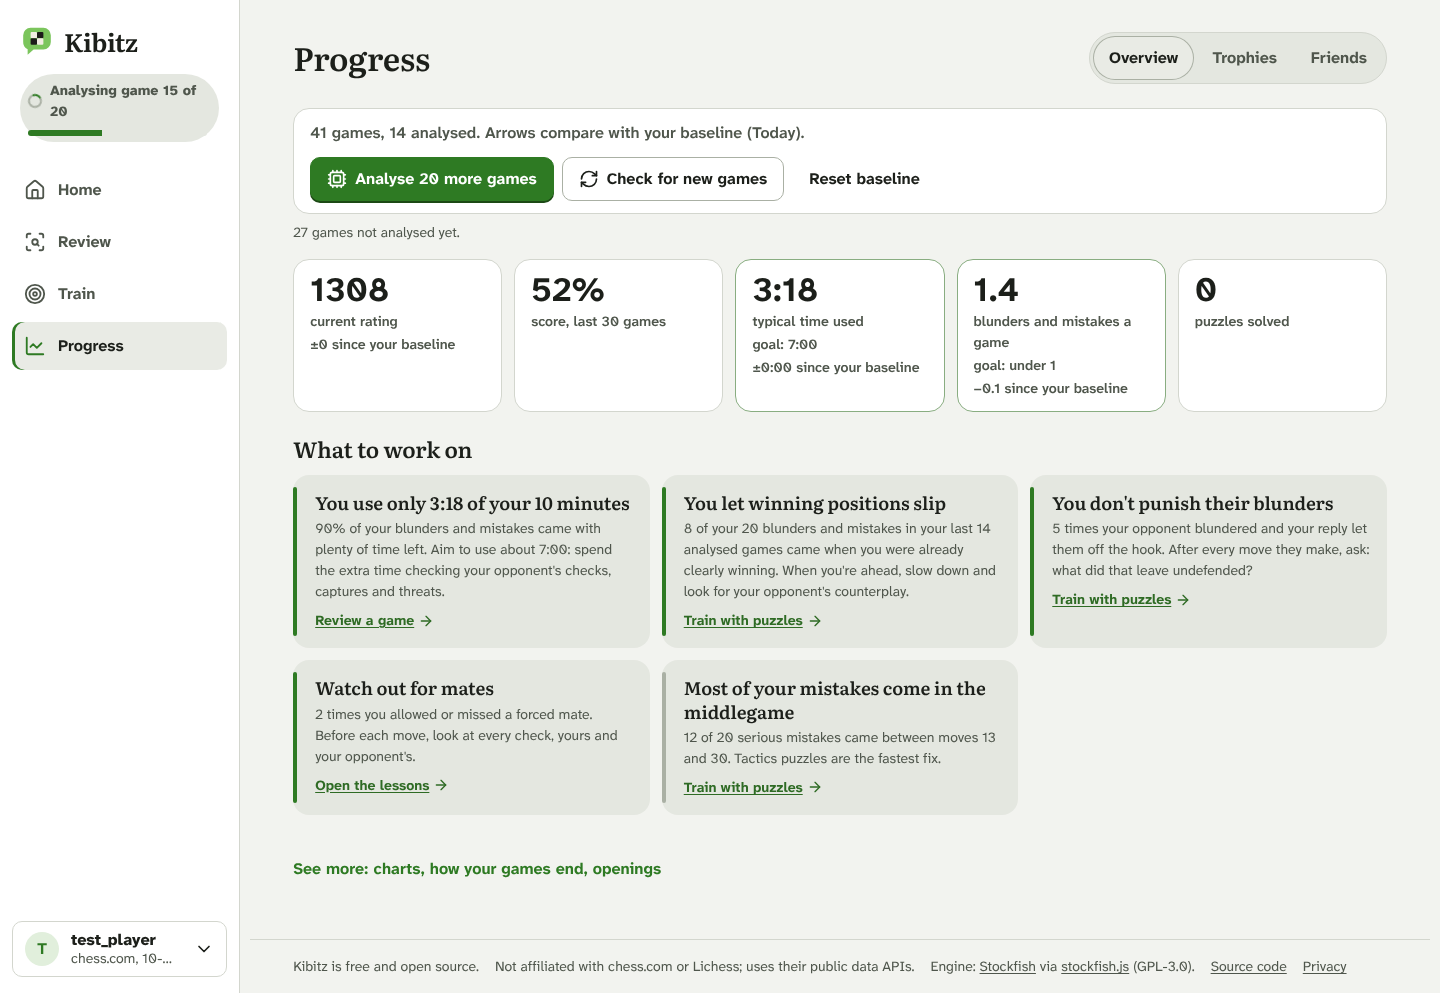 Kibitz
Analysing game 15 of
20
Home
Review
Train
Progress
test_player
chess.com, 10-...
Progress
Overview
Trophies
Friends
41 games, 14 analysed. Arrows compare with your baseline (Today).
Analyse 20 more games
Check for new games
Reset baseline
27 games not analysed yet.
1308
current rating
±0 since your baseline
52%
score, last 30 games
3:18
typical time used
goal: 7:00
±0:00 since your baseline
1.4
blunders and mistakes a
game
goal: under 1
−0.1 since your baseline
0
puzzles solved
What to work on
You use only 3:18 of your 10 minutes
90% of your blunders and mistakes came with
plenty of time left. Aim to use about 7:00: spend
the extra time checking your opponent's checks,
captures and threats.
Review a game →
You let winning positions slip
8 of your 20 blunders and mistakes in your last 14
analysed games came when you were already
clearly winning. When you're ahead, slow down and
look for your opponent's counterplay.
Train with puzzles →
You don't punish their blunders
5 times your opponent blundered and your reply let
them off the hook. After every move they make, ask:
what did that leave undefended?
Train with puzzles →
Watch out for mates
2 times you allowed or missed a forced mate.
Before each move, look at every check, yours and
your opponent's.
Open the lessons →
Most of your mistakes come in the
middlegame
12 of 20 serious mistakes came between moves 13
and 30. Tactics puzzles are the fastest fix.
Train with puzzles →
See more: charts, how your games end, openings
Kibitz is free and open source. Not affiliated with chess.com or Lichess; uses their public data APIs. Engine: Stockfish via stockfish.js (GPL-3.0). Source code Privacy
T